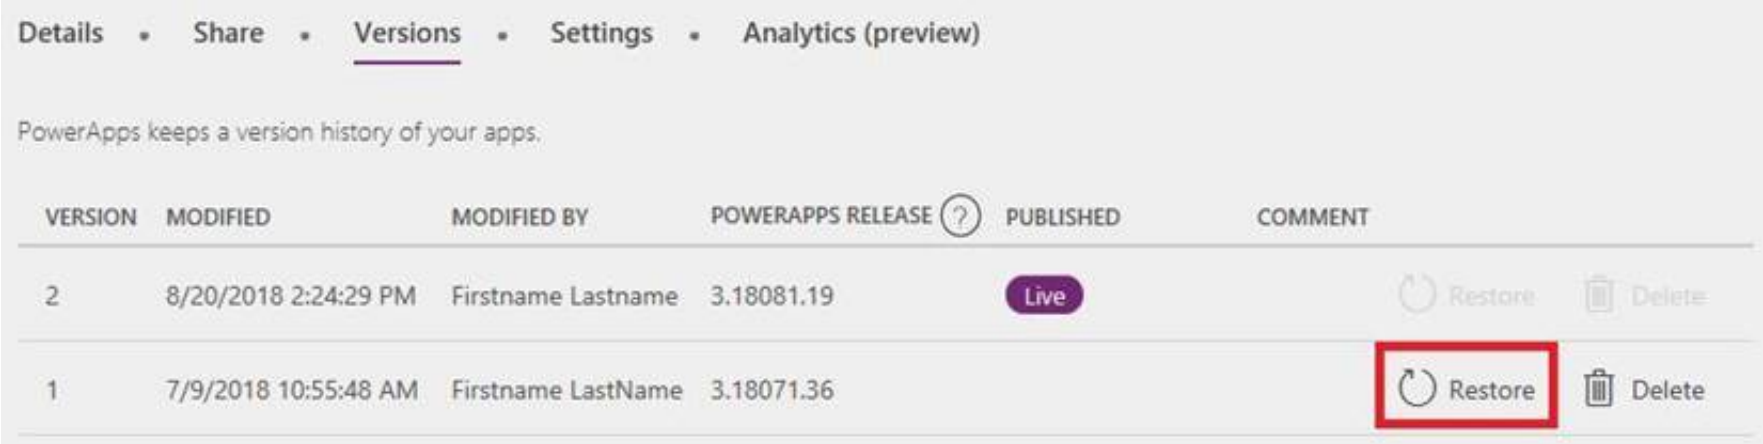 Details • Share • Versions • Settings • Analytics (preview)
PowerApps keeps a version history of your apps.
VERSION MODIFIED MODIFIED BY POWERAPPS RELEASE ? PUBLISHED COMMENT
2 8/20/2018 2:24:29 PM Firstname Lastname 3.18081.19 Live Restore Delete
1 7/9/2018 10:55:48 AM Firstname LastName 3.18071.36 Restore Delete